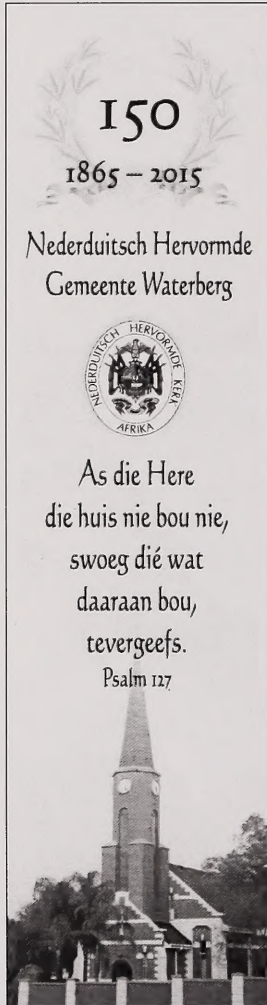 150
1865 – 2015
Nederduitsch Hervormde
Gemeente Waterberg
NEDERDUITSCH HERVORMDE KERK
AFRIKA
As die Here
die huis nie bou nie,
swoeg dié wat
daaraan bou,
tevergeefs.
Psalm 127